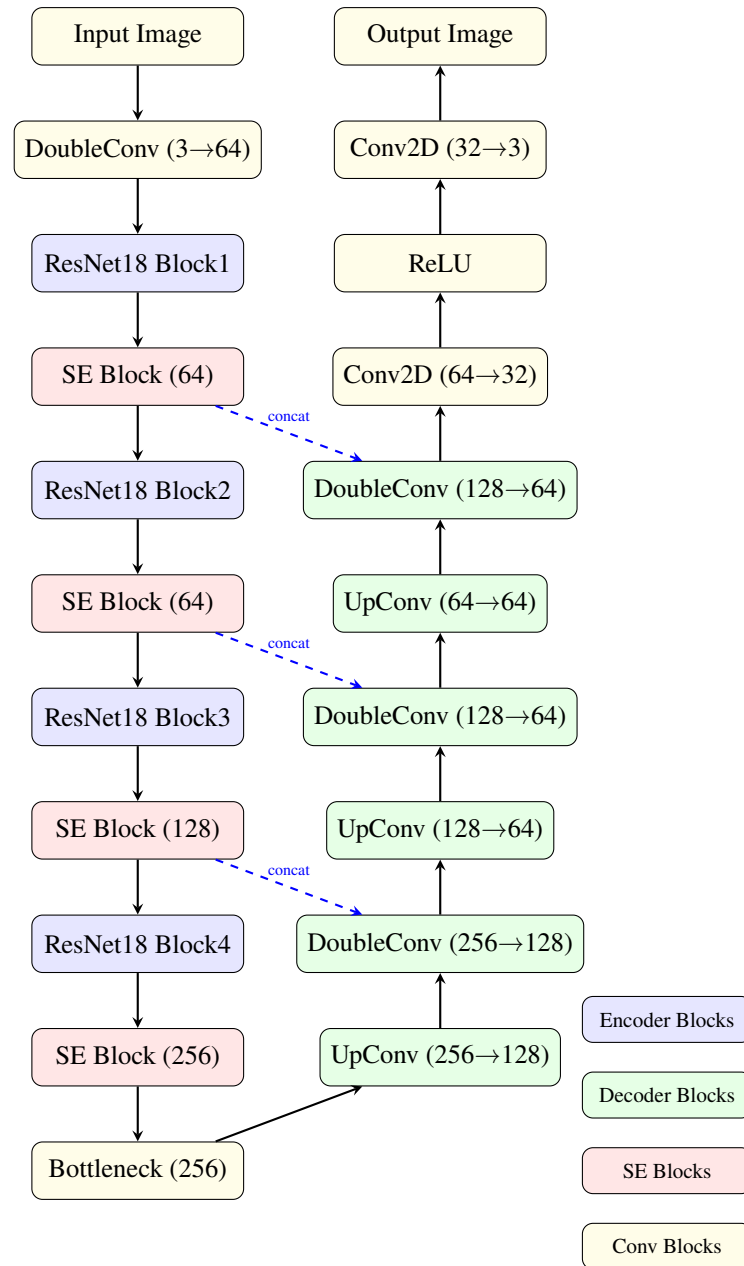 Input Image
DoubleConv (3→64)
ResNet18 Block1
SE Block (64)
ResNet18 Block2
SE Block (64)
ResNet18 Block3
SE Block (128)
ResNet18 Block4
SE Block (256)
Bottleneck (256)
Output Image
Conv2D (32→3)
ReLU
Conv2D (64→32)
concat
DoubleConv (128→64)
UpConv (64→64)
concat
DoubleConv (128→64)
UpConv (128→64)
concat
DoubleConv (256→128)
UpConv (256→128)
Encoder Blocks
Decoder Blocks
SE Blocks
Conv Blocks